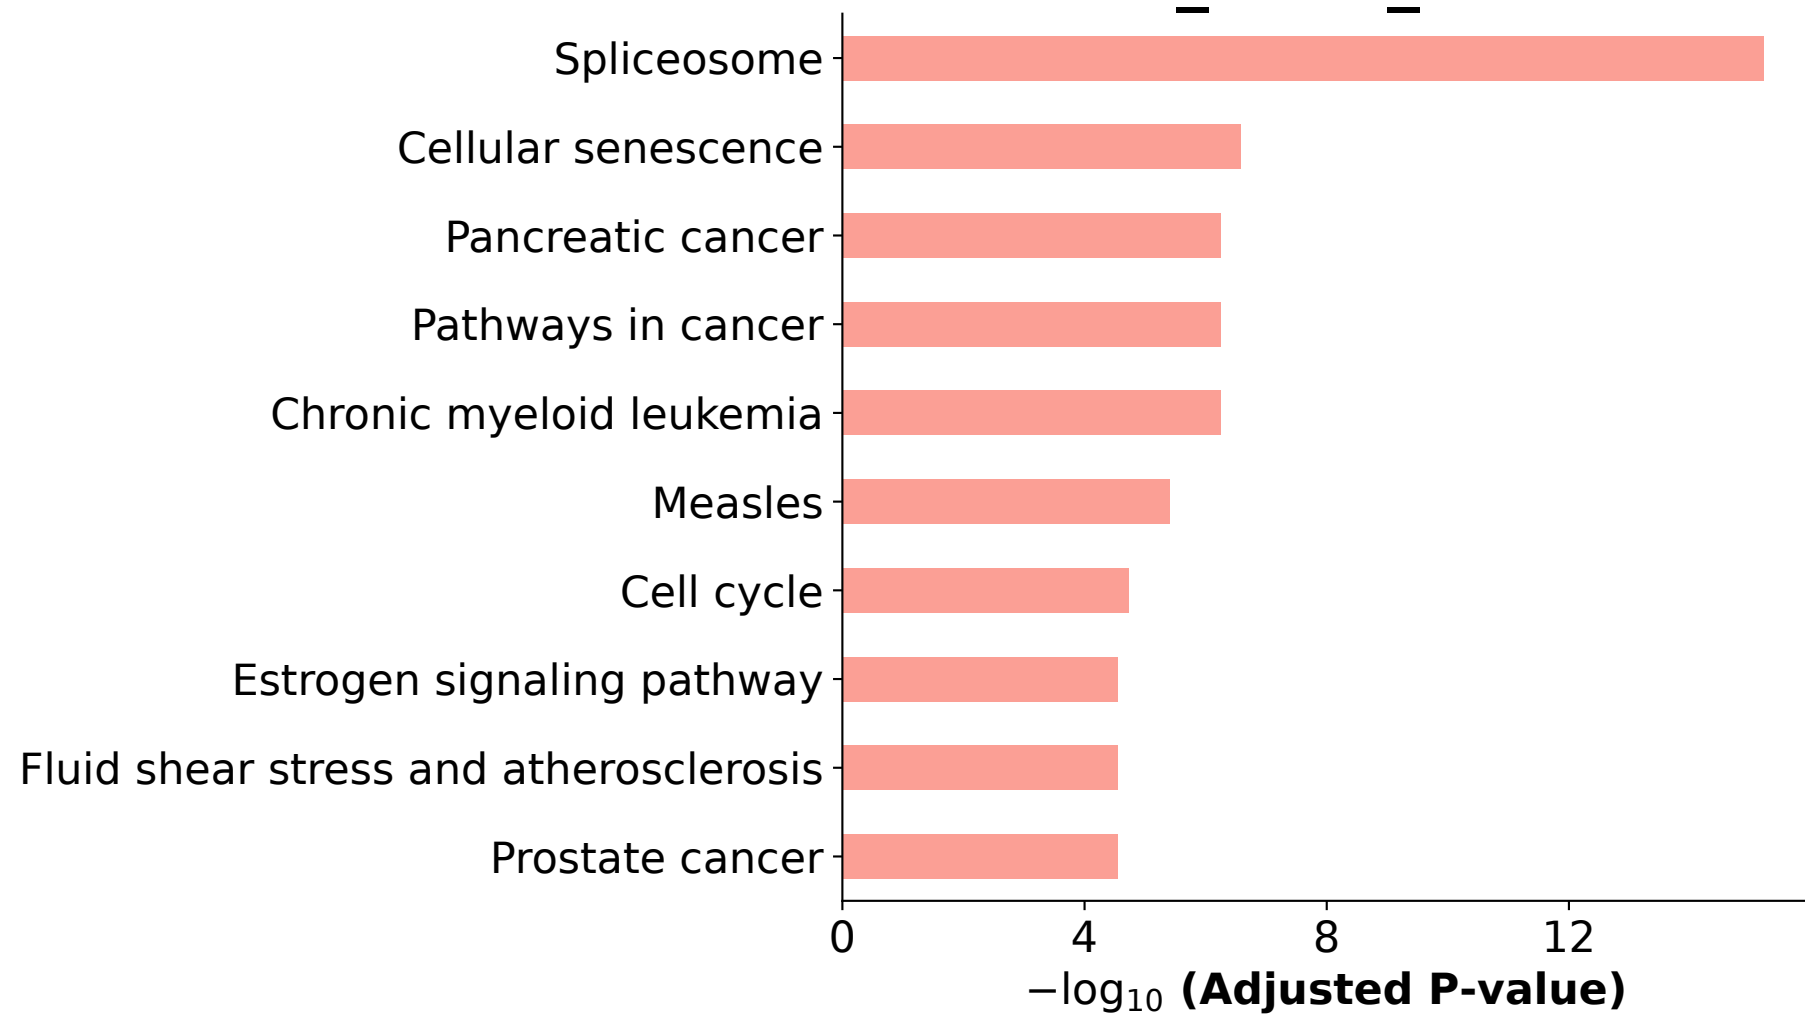 Spliceosome
Cellular senescence
Pancreatic cancer
Pathways in cancer
Chronic myeloid leukemia
Measles
Cell cycle
Estrogen signaling pathway
Fluid shear stress and atherosclerosis
Prostate cancer
0 4 8 12
−log₁₀ (Adjusted P-value)